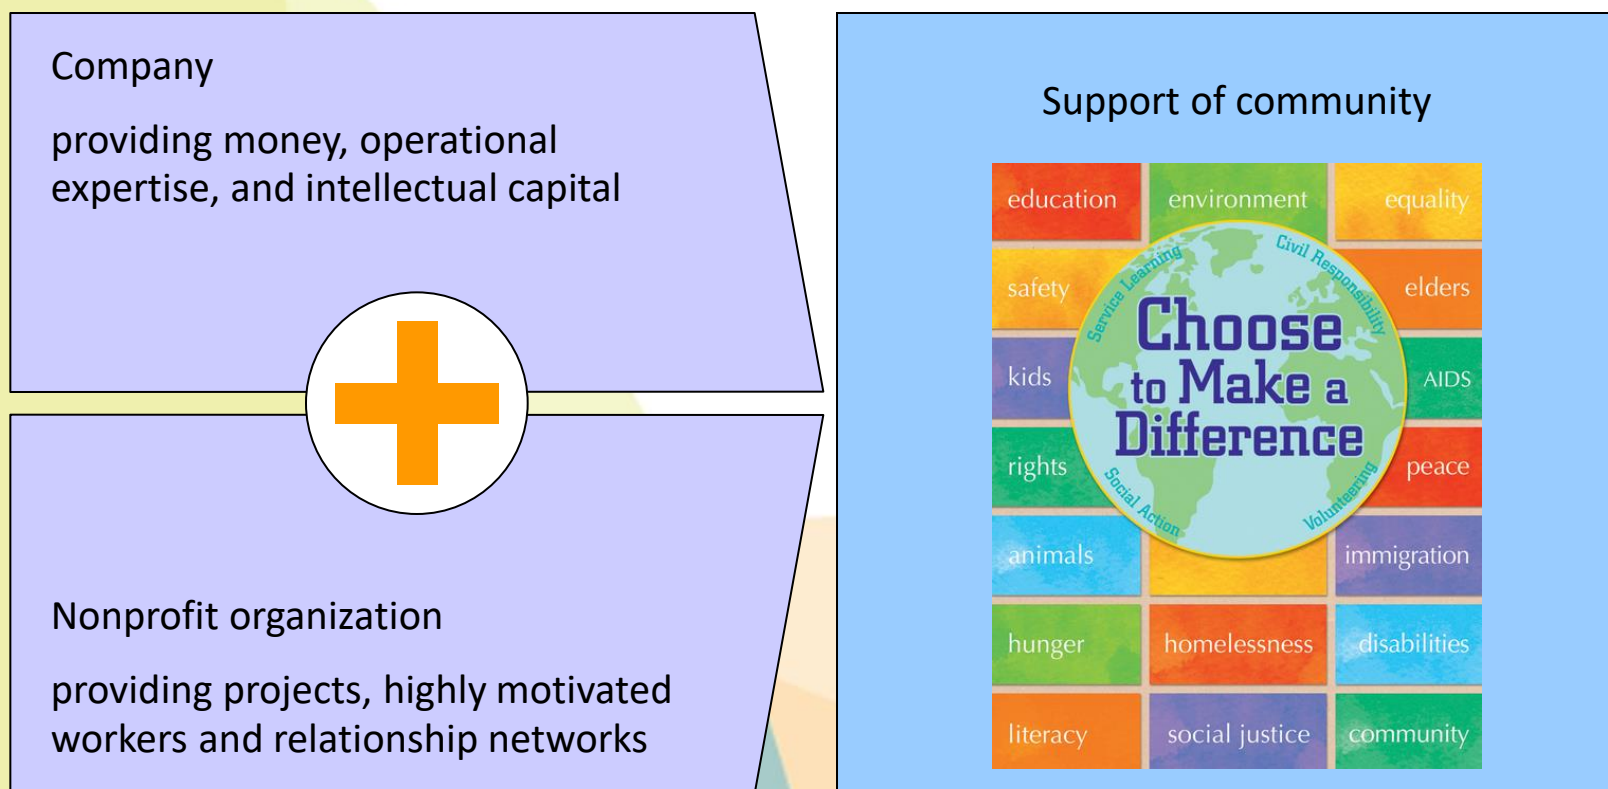 Company
providing money, operational
expertise, and intellectual capital
Nonprofit organization
providing projects, highly motivated
workers and relationship networks
Support of community
education
environment
equality
safety
elders
kids
AIDS
rights
peace
animals
immigration
hunger
homelessness
disabilities
literacy
social justice
community
Service Learning
Civil Responsibility
Choose
to Make a
Difference
Social Action
Volunteering